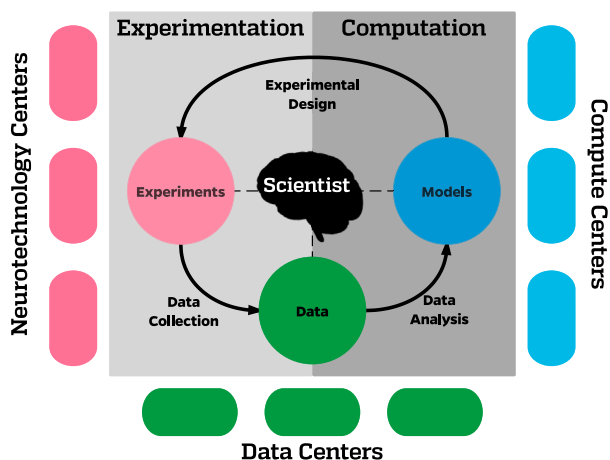 Experimentation
Computation
Neurotechnology Centers
Experimental
Design
Compute Centers
Experiments
Scientist
Models
Data
Collection
Data
Data
Analysis
Data Centers